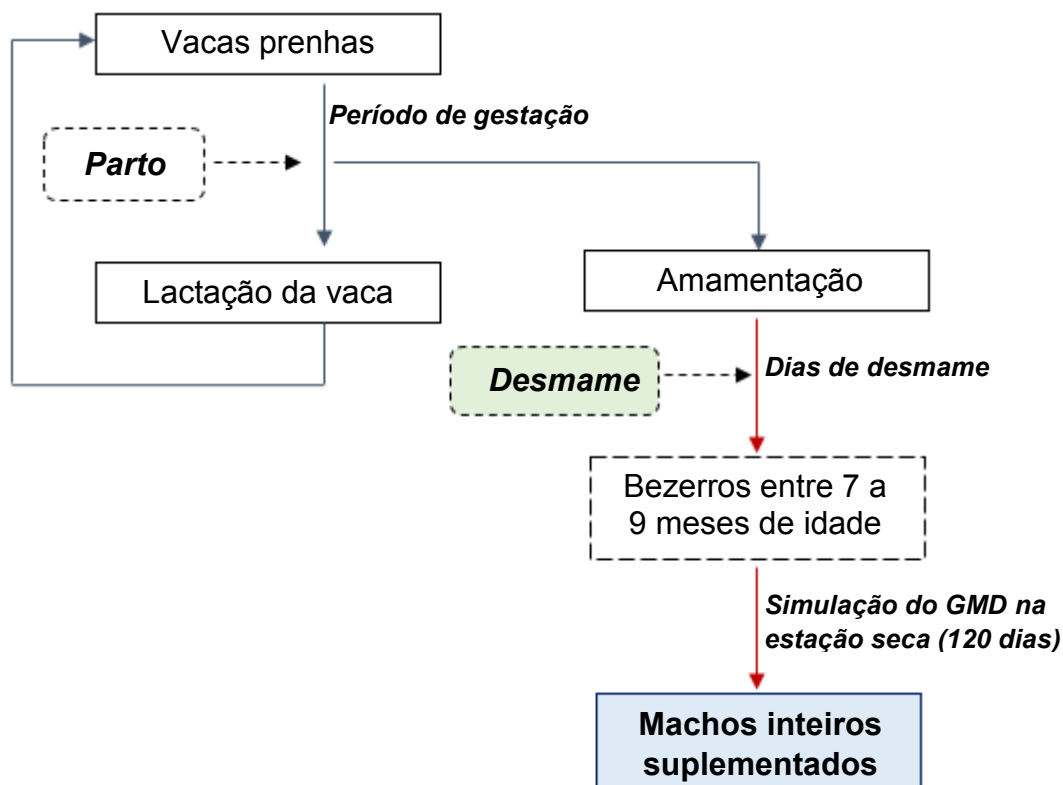 Vacas prenhas
Período de gestação
Parto
Lactação da vaca
Amamentação
Desmame
Dias de desmame
Bezerros entre 7 a
9 meses de idade
Simulação do GMD na
estação seca (120 dias)
Machos inteiros
suplementados